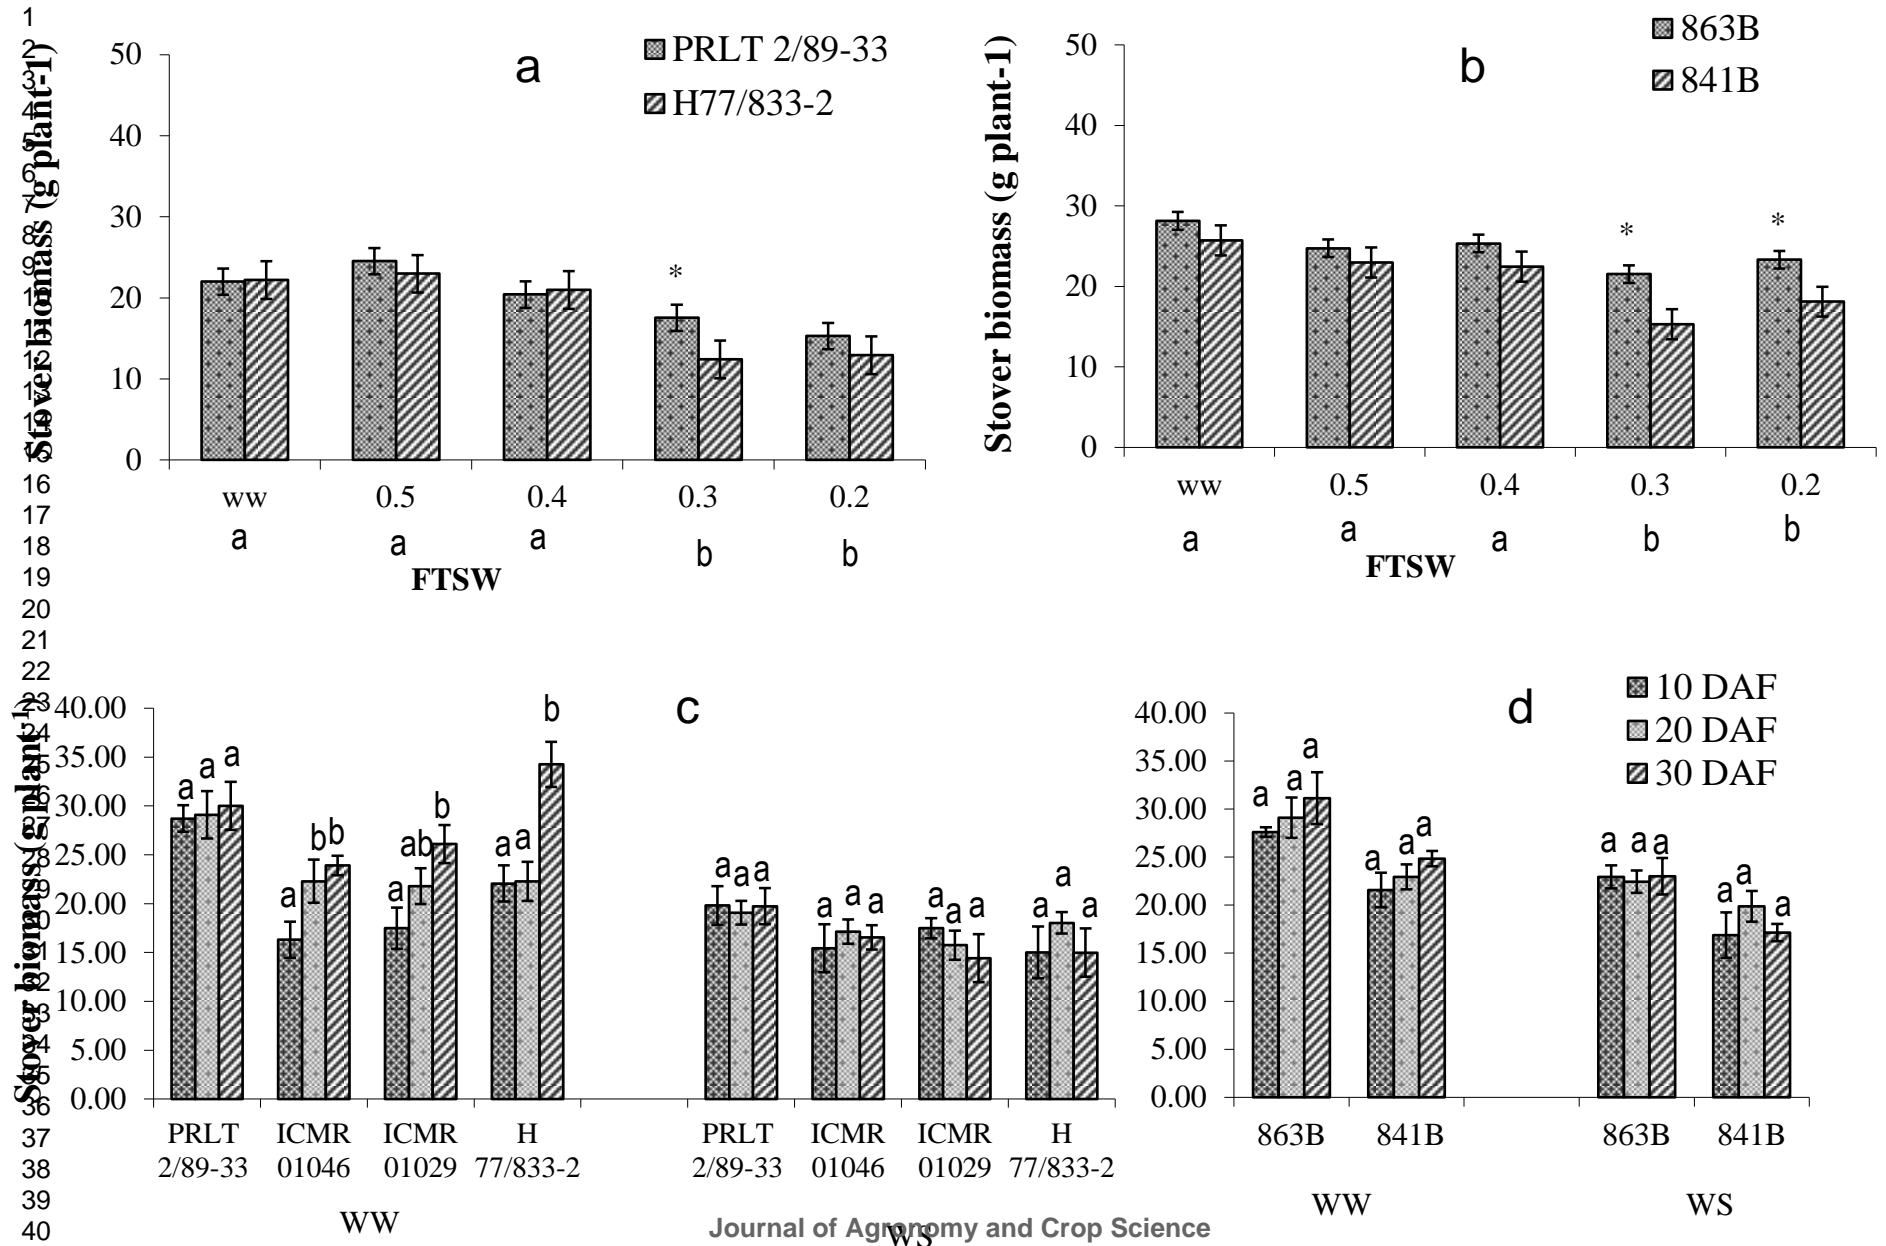 1
2
3
4
5
6
7
8
9
12
13
14
15
16
17
18
19
20
21
22
23
24
25
26
27
28
29
36
37
38
39
40
Stover biomass (g plant-1)
50
40
30
20
10
0
a
PRLT 2/89-33
H77/833-2
*
ww 0.5 0.4 0.3 0.2
a a a b b
FTSW
Stover biomass (g plant-1)
50
40
30
20
10
0
b
863B
841B
* *
ww 0.5 0.4 0.3 0.2
a a a b b
FTSW
Stover biomass (g plant-1)
40.00
35.00
30.00
25.00
20.00
15.00
10.00
5.00
0.00
c
a a a a b b a ab b a a b a a a a a a a a a a a a
PRLT ICMR ICMR H PRLT ICMR ICMR H
2/89-33 01046 01029 77/833-2 2/89-33 01046 01029 77/833-2
WW WS
40.00
35.00
30.00
25.00
20.00
15.00
10.00
5.00
0.00
d
10 DAF
20 DAF
30 DAF
a a a a a a a a a a a a
863B 841B 863B 841B
WW WS
Journal of Agronomy and Crop Science